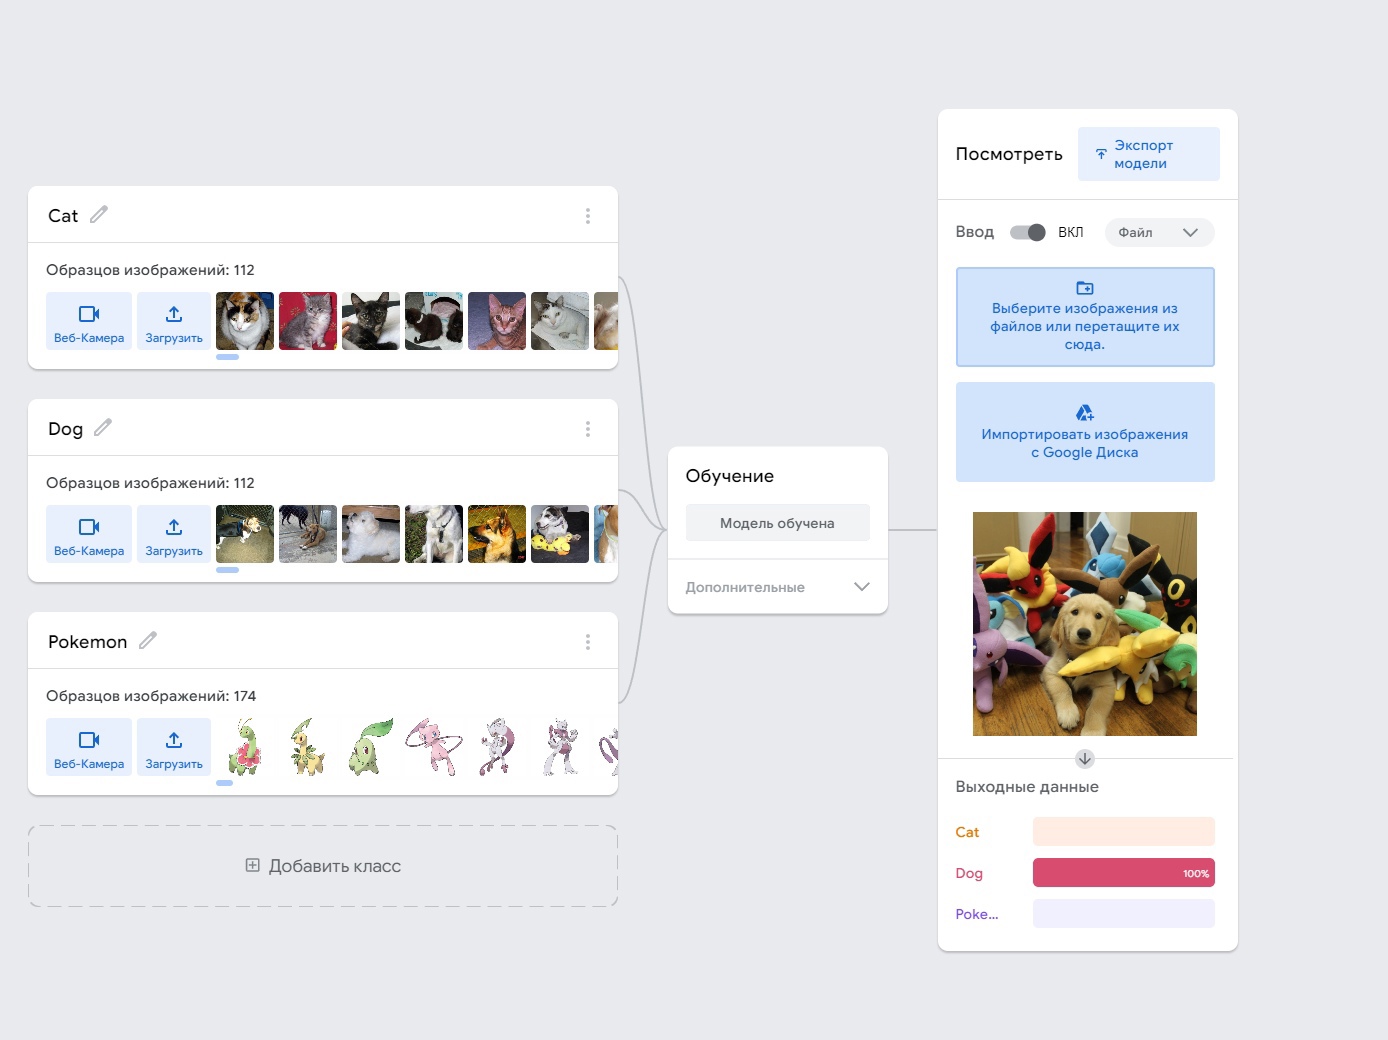 Cat
Образцов изображений: 112
Веб-Камера
Загрузить
Dog
Образцов изображений: 112
Веб-Камера
Загрузить
Pokemon
Образцов изображений: 174
Веб-Камера
Загрузить
Добавить класс
Обучение
Модель обучена
Дополнительные
Посмотреть
Экспорт
модели
Ввод
ВКЛ
Файл
Выберите изображения из
файлов или перетащите их
сюда.
Импортировать изображения
с Google Диска
Выходные данные
Cat
Dog
100%
Poke...